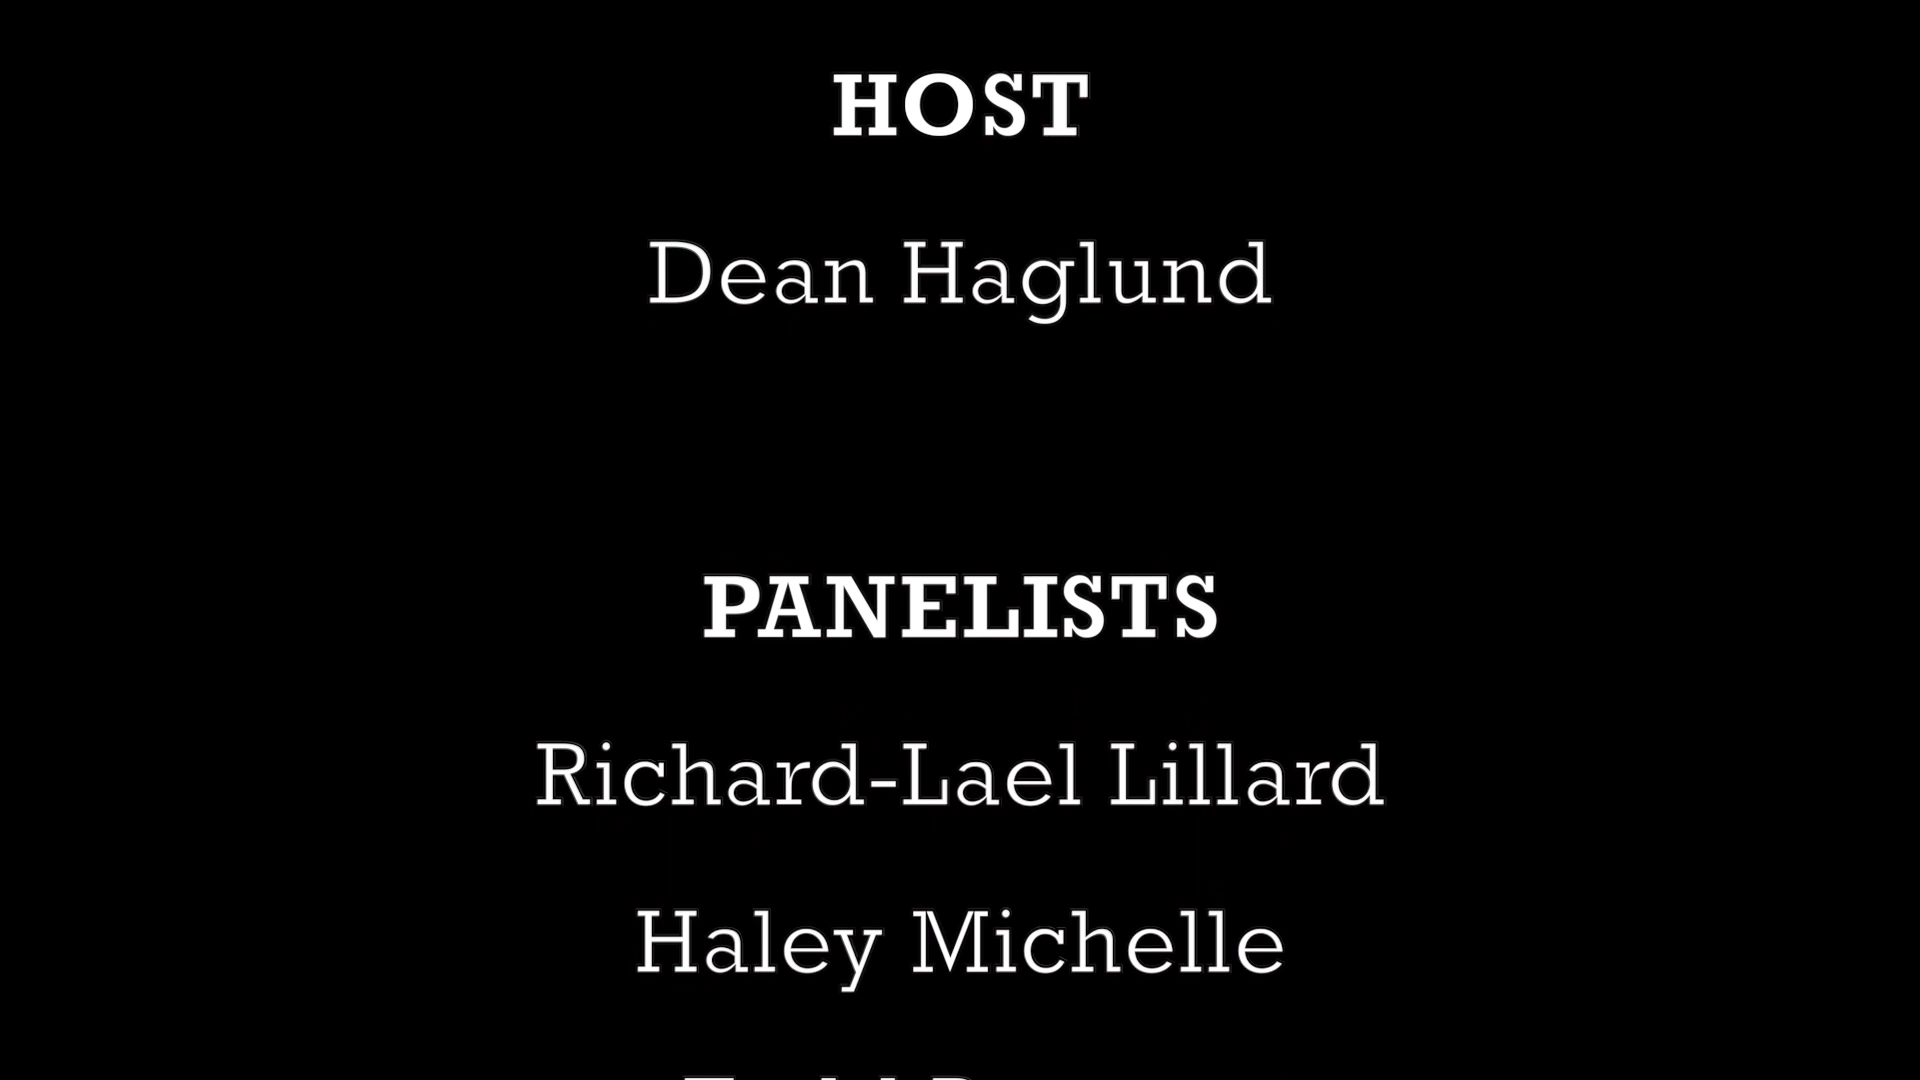 HOST
Dean Haglund
PANELISTS
Richard-Lael Lillard
Haley Michelle